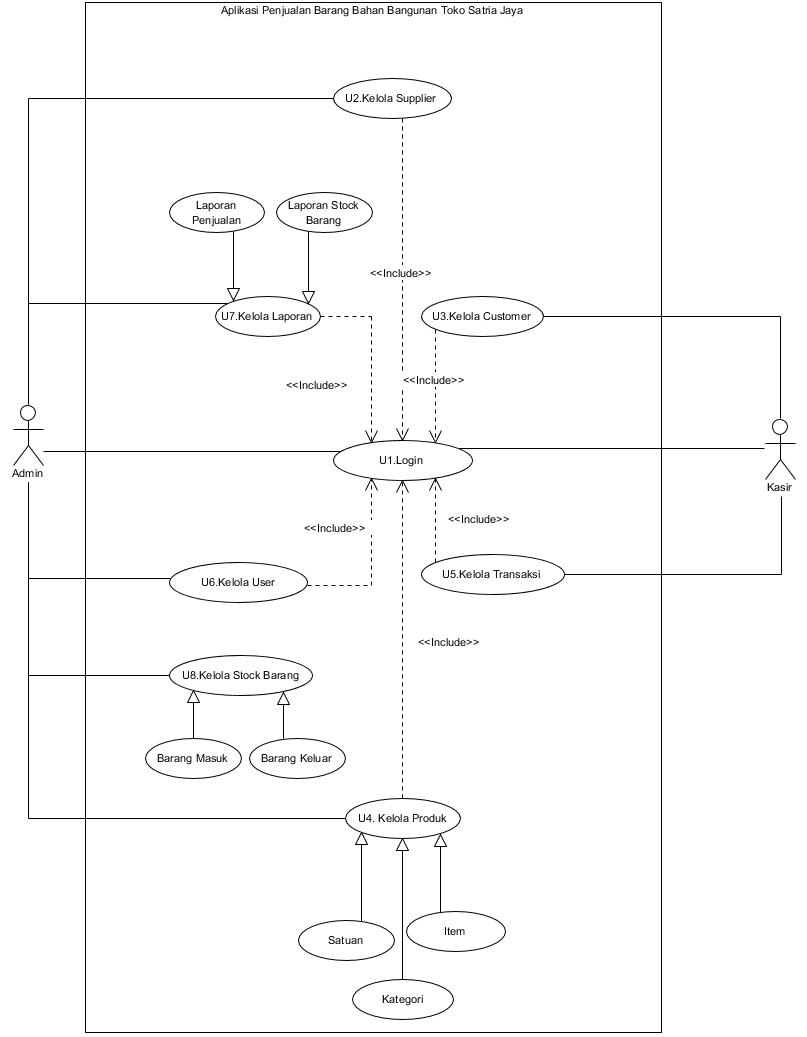 Aplikasi Penjualan Barang Bahan Bangunan Toko Satria Jaya
U2.Kelola Supplier
Laporan
Penjualan
Laporan Stock
Barang
<<Include>>
U7.Kelola Laporan
U3.Kelola Customer
<<Include>>
<<Include>>
Admin
U1.Login
Kasir
<<Include>>
<<Include>>
U6.Kelola User
U5.Kelola Transaksi
<<Include>>
U8.Kelola Stock Barang
Barang Masuk
Barang Keluar
U4. Kelola Produk
Satuan
Item
Kategori